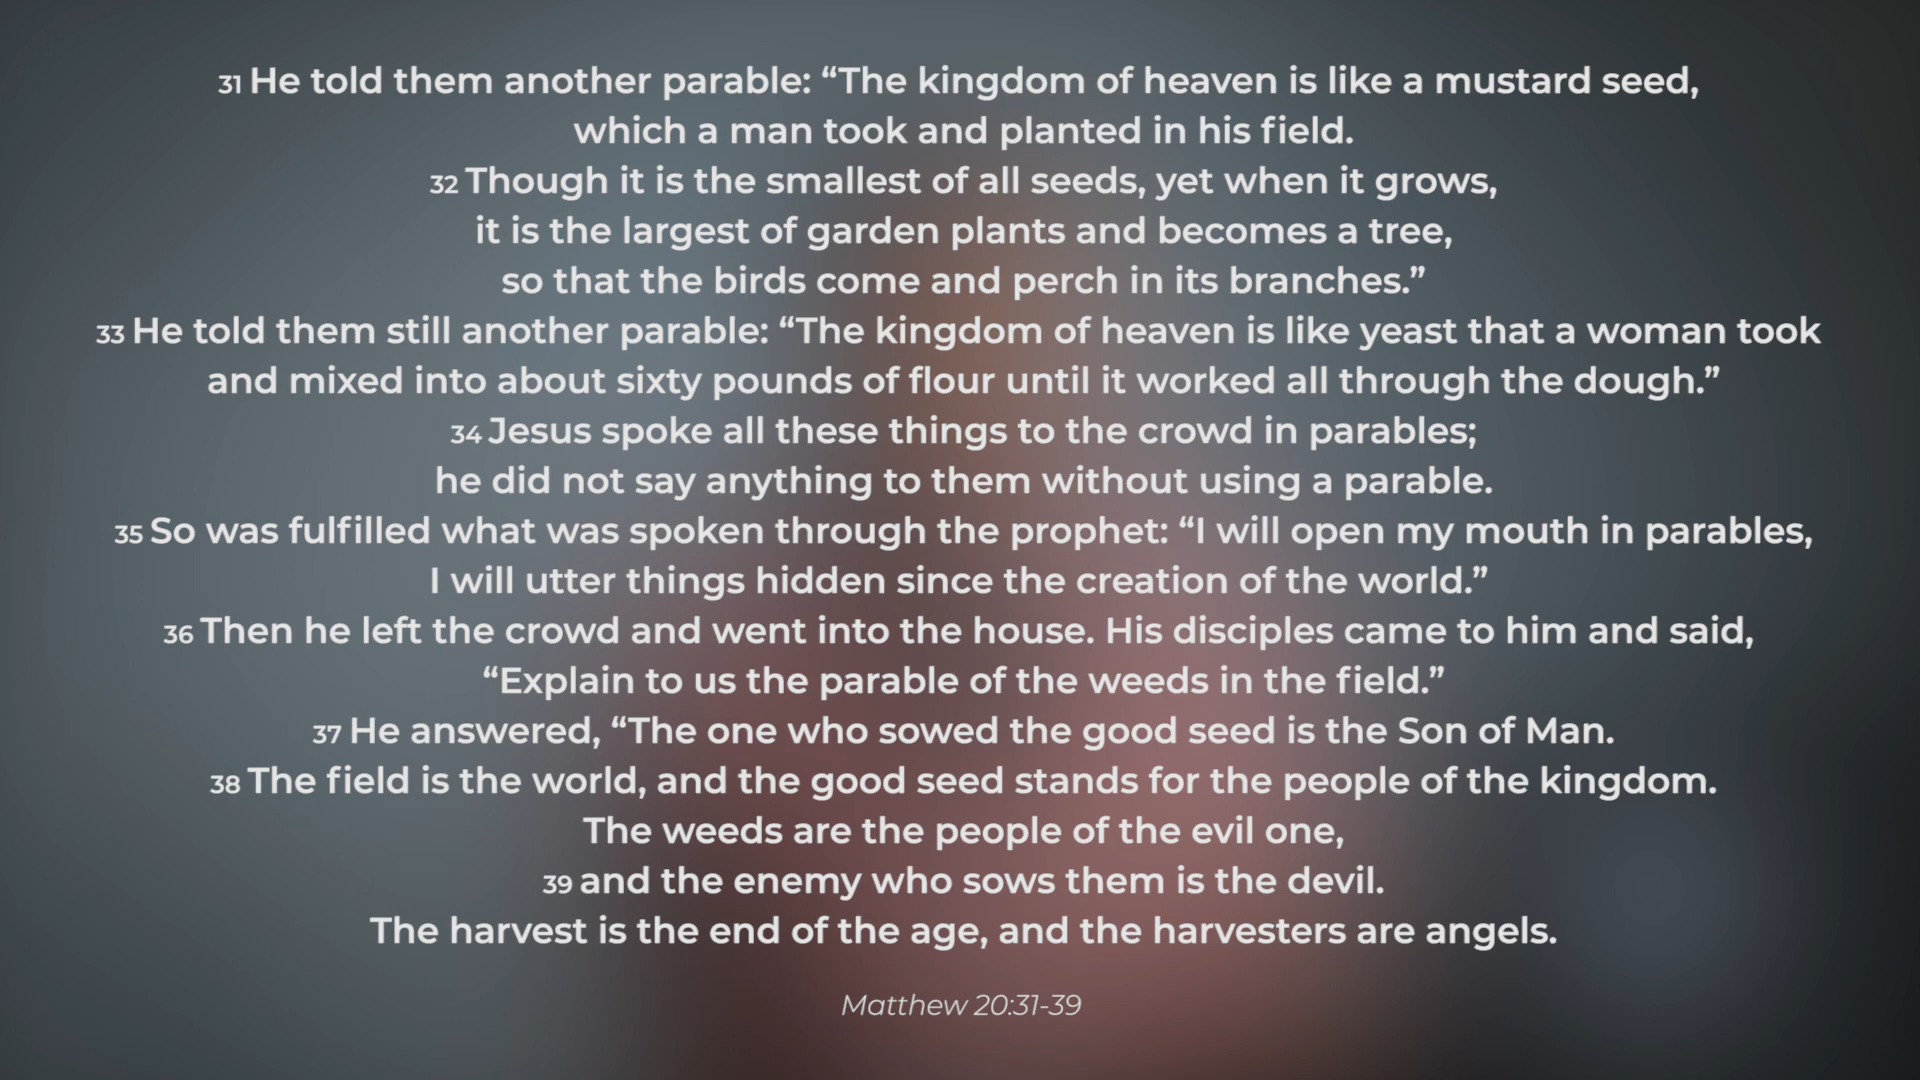 31 He told them another parable: “The kingdom of heaven is like a mustard seed,
which a man took and planted in his field.
32 Though it is the smallest of all seeds, yet when it grows,
it is the largest of garden plants and becomes a tree,
so that the birds come and perch in its branches.”
33 He told them still another parable: “The kingdom of heaven is like yeast that a woman took
and mixed into about sixty pounds of flour until it worked all through the dough.”
34 Jesus spoke all these things to the crowd in parables;
he did not say anything to them without using a parable.
35 So was fulfilled what was spoken through the prophet: “I will open my mouth in parables,
I will utter things hidden since the creation of the world.”
36 Then he left the crowd and went into the house. His disciples came to him and said,
“Explain to us the parable of the weeds in the field.”
37 He answered, “The one who sowed the good seed is the Son of Man.
38 The field is the world, and the good seed stands for the people of the kingdom.
The weeds are the people of the evil one,
39 and the enemy who sows them is the devil.
The harvest is the end of the age, and the harvesters are angels.
Matthew 20:31-39